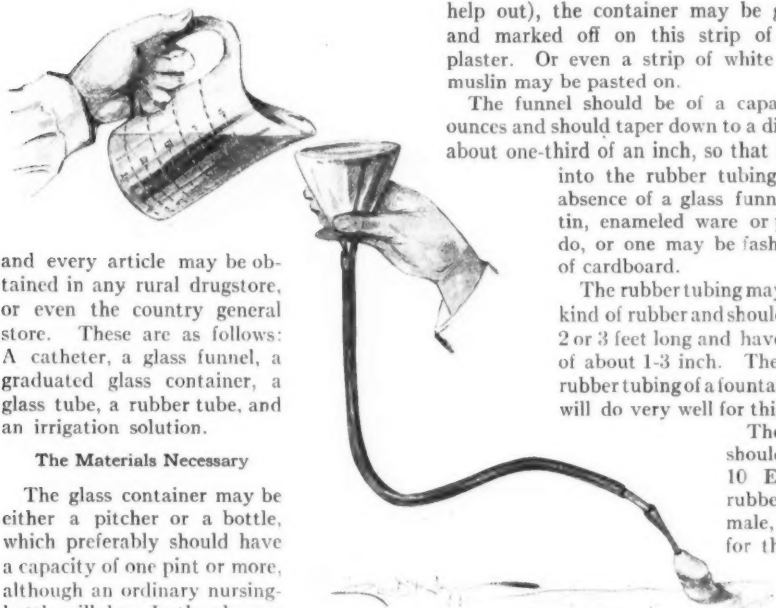 and every article may be ob-
tained in any rural drugstore,
or even the country general
store. These are as follows:
A catheter, a glass funnel, a
graduated glass container, a
glass tube, a rubber tube, and
an irrigation solution.
The Materials Necessary
The glass container may be
either a pitcher or a bottle,
which preferably should have
a capacity of one pint or more,
although an ordinary nursing-
help out), the container may be
and marked off on this strip of
plaster. Or even a strip of white
muslin may be pasted on.
The funnel should be of a capa
ounces and should taper down to a di
about one-third of an inch, so that
into the rubber tubing
absence of a glass funn
tin, enameled ware or
do, or one may be fash
of cardboard.
The rubber tubing may
kind of rubber and should
2 or 3 feet long and have
of about 1-3 inch. The
rubber tubing of a founta
will do very well for thi
The
should
10 E
rubbe
male,
for th